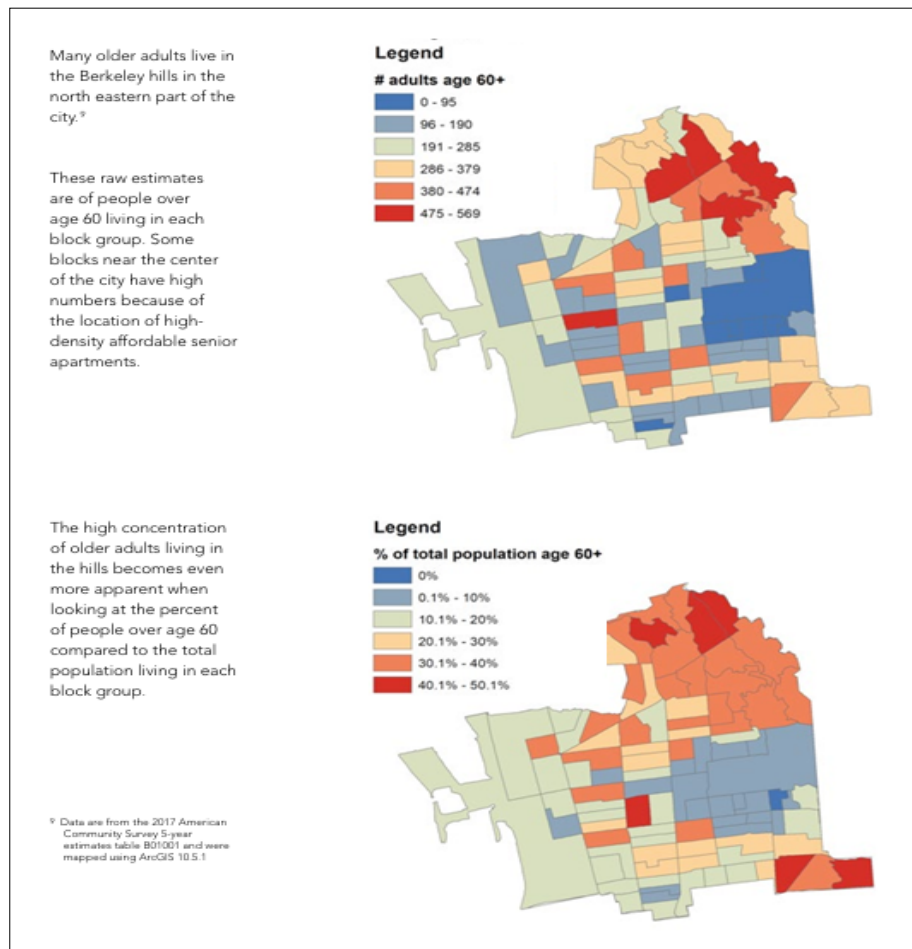 Many older adults live in
the Berkeley hills in the
north eastern part of the
city.⁹
These raw estimates
are of people over
age 60 living in each
block group. Some
blocks near the center
of the city have high
numbers because of
the location of high-
density affordable senior
apartments.
Legend
# adults age 60+
0 - 95
96 - 190
191 - 285
286 - 379
380 - 474
475 - 569
The high concentration
of older adults living in
the hills becomes even
more apparent when
looking at the percent
of people over age 60
compared to the total
population living in each
block group.
Legend
% of total population age 60+
0%
0.1% - 10%
10.1% - 20%
20.1% - 30%
30.1% - 40%
40.1% - 50.1%
⁹ Data are from the 2017 American
Community Survey 5-year
estimates table B01001 and were
mapped using ArcGIS 10.5.1